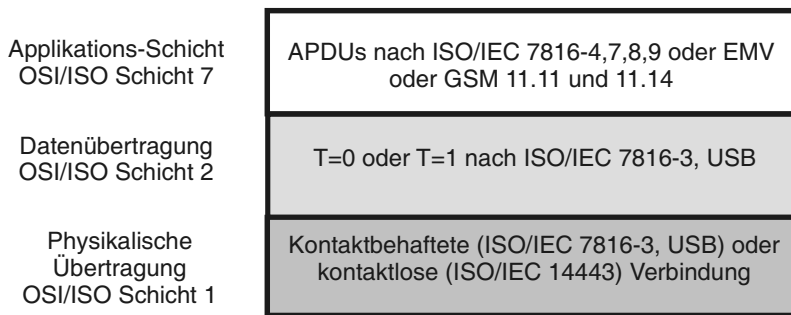 Applikations-Schicht
OSI/ISO Schicht 7
APDUs nach ISO/IEC 7816-4,7,8,9 oder EMV
oder GSM 11.11 und 11.14
Datenübertragung
OSI/ISO Schicht 2
T=0 oder T=1 nach ISO/IEC 7816-3, USB
Physikalische
Übertragung
OSI/ISO Schicht 1
Kontaktbehaftete (ISO/IEC 7816-3, USB) oder
kontaktlose (ISO/IEC 14443) Verbindung